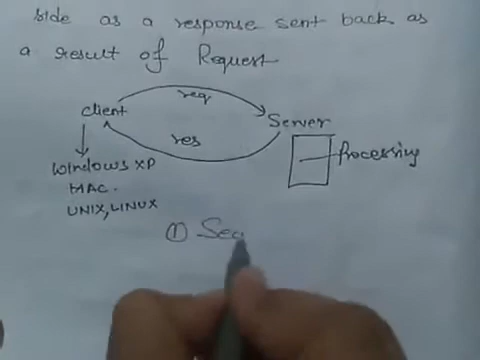 side as a response sent back as
a result of Request
req
client
Server
res
Processing
Windows XP
MAC.
UNIX, LINUX
① Sec